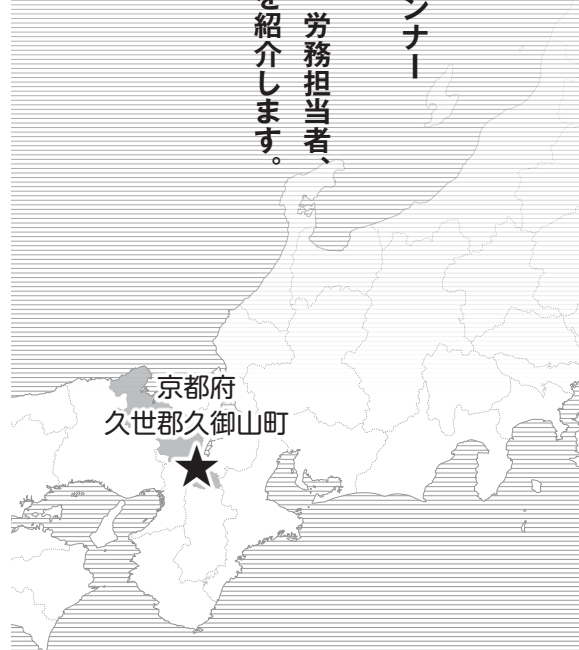 ンナー
労務担当者、
を紹介します。
京都府
久世郡久御山町